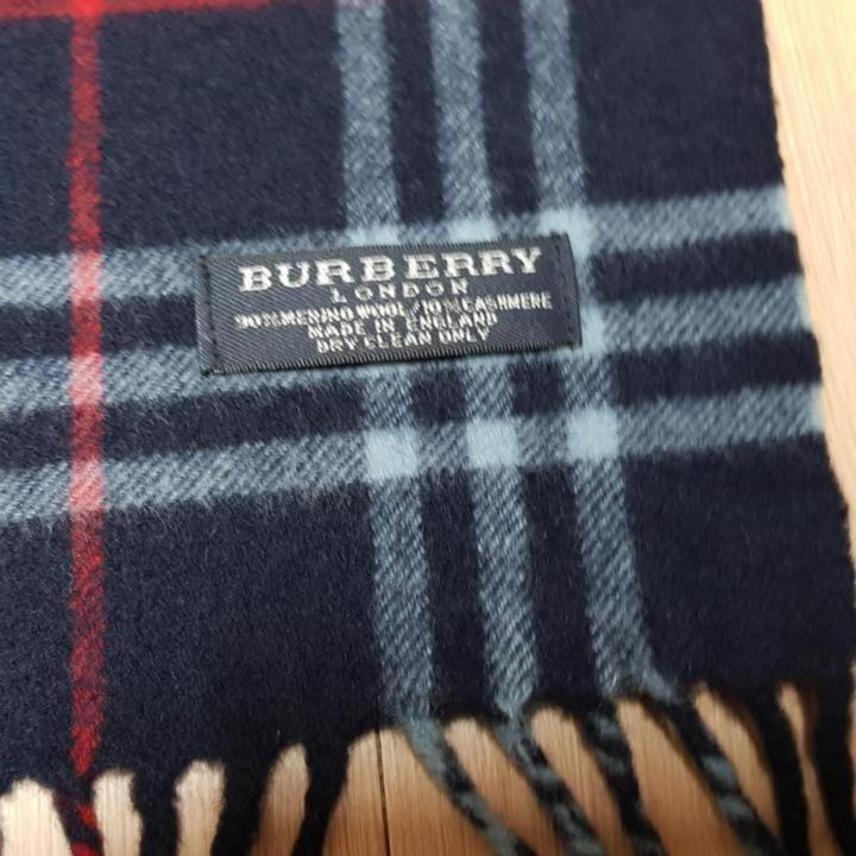 BURBERRY
LONDON
90%MERINO WOOL/10%CASHMERE
MADE IN ENGLAND
DRY CLEAN ONLY